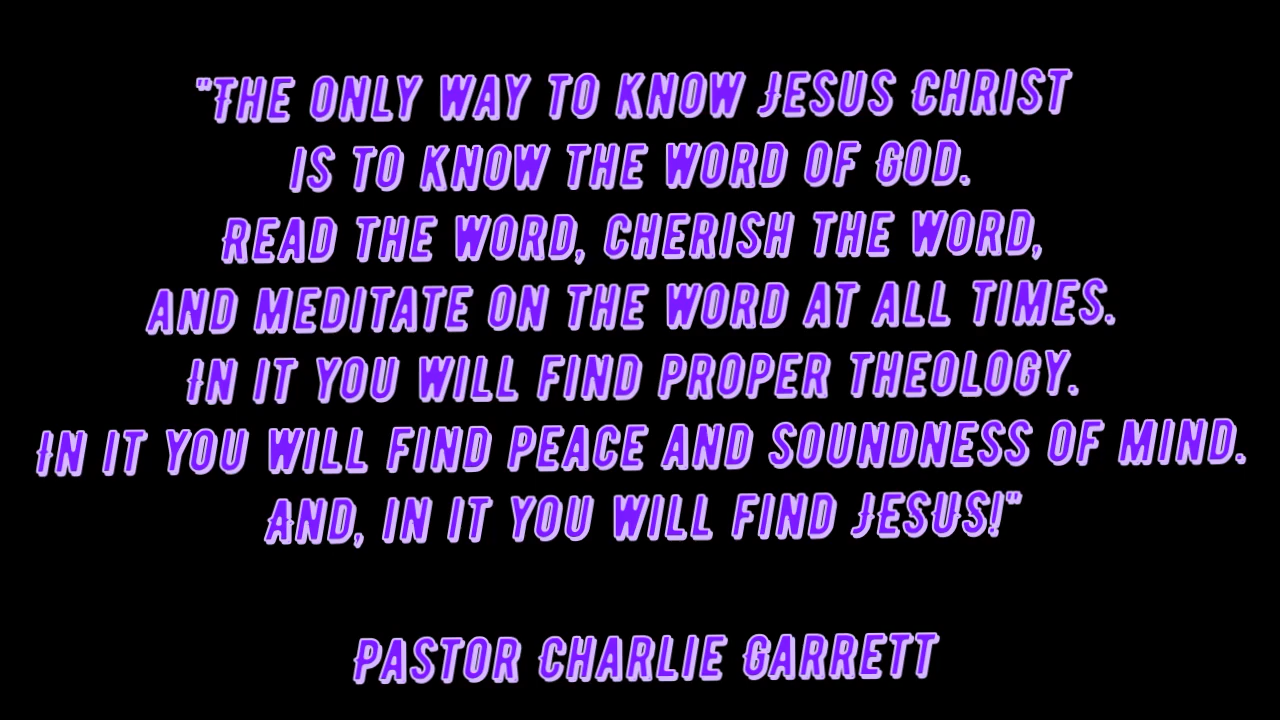 "The only way to know Jesus Christ
is to know the word of God.
Read the word, cherish the word,
and meditate on the word at all times.
In it you will find proper theology.
In it you will find peace and soundness of mind.
And, in it you will find Jesus!"
Pastor Charlie Garrett